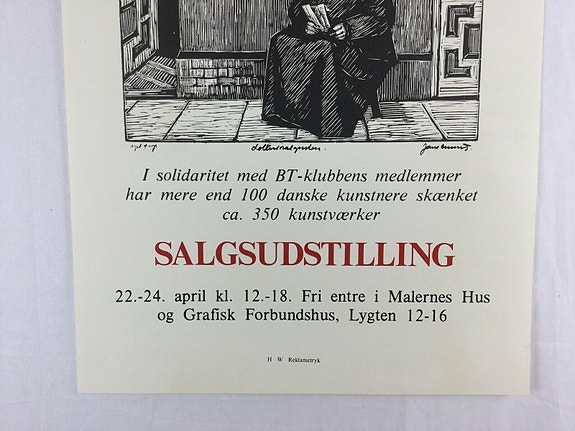 Lotterisælgersken.
I solidaritet med BT-klubbens medlemmer
har mere end 100 danske kunstnere skænket
ca. 350 kunstværker
SALGSUDSTILLING
22.-24. april kl. 12.-18. Fri entre i Malernes Hus
og Grafisk Forbundshus, Lygten 12-16
H W Reklametryk